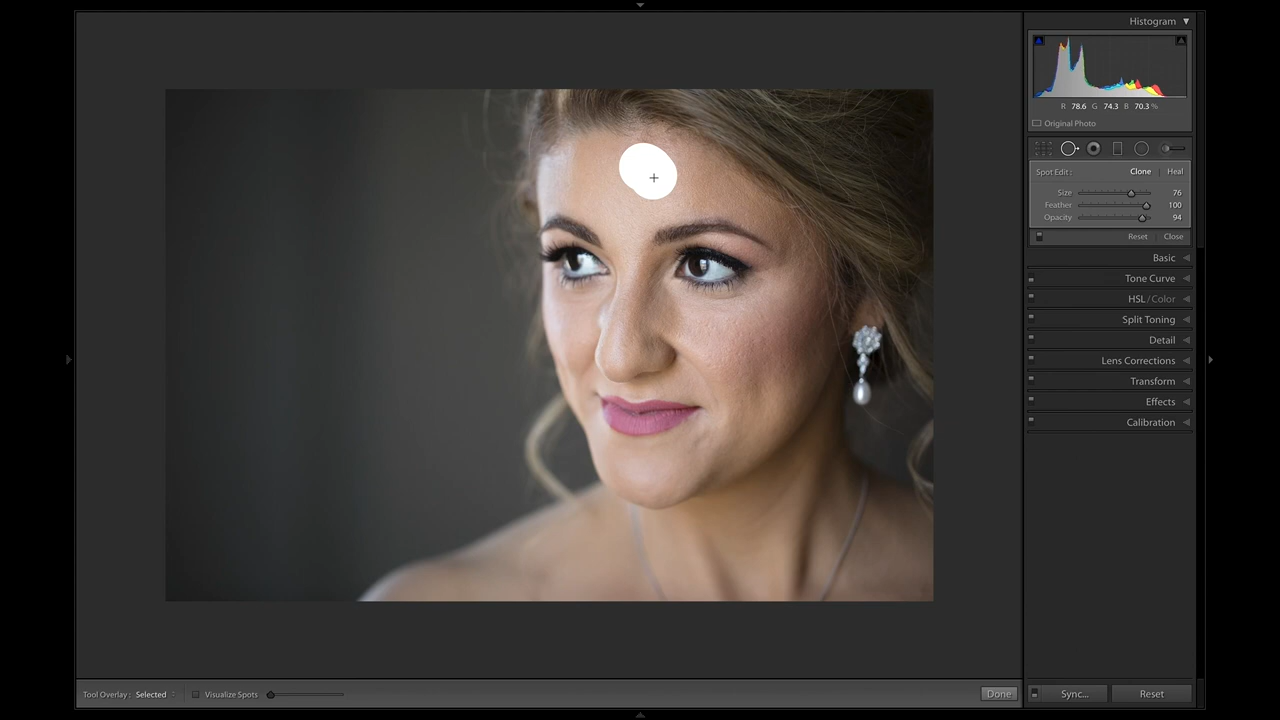 Histogram
R 78.6 G 74.3 B 70.3 %
Original Photo
Spot Edit : Clone | Heal
Size 76
Feather 100
Opacity 94
Reset Close
Basic
Tone Curve
HSL / Color
Split Toning
Detail
Lens Corrections
Transform
Effects
Calibration
Tool Overlay : Selected Visualize Spots Done Sync... Reset